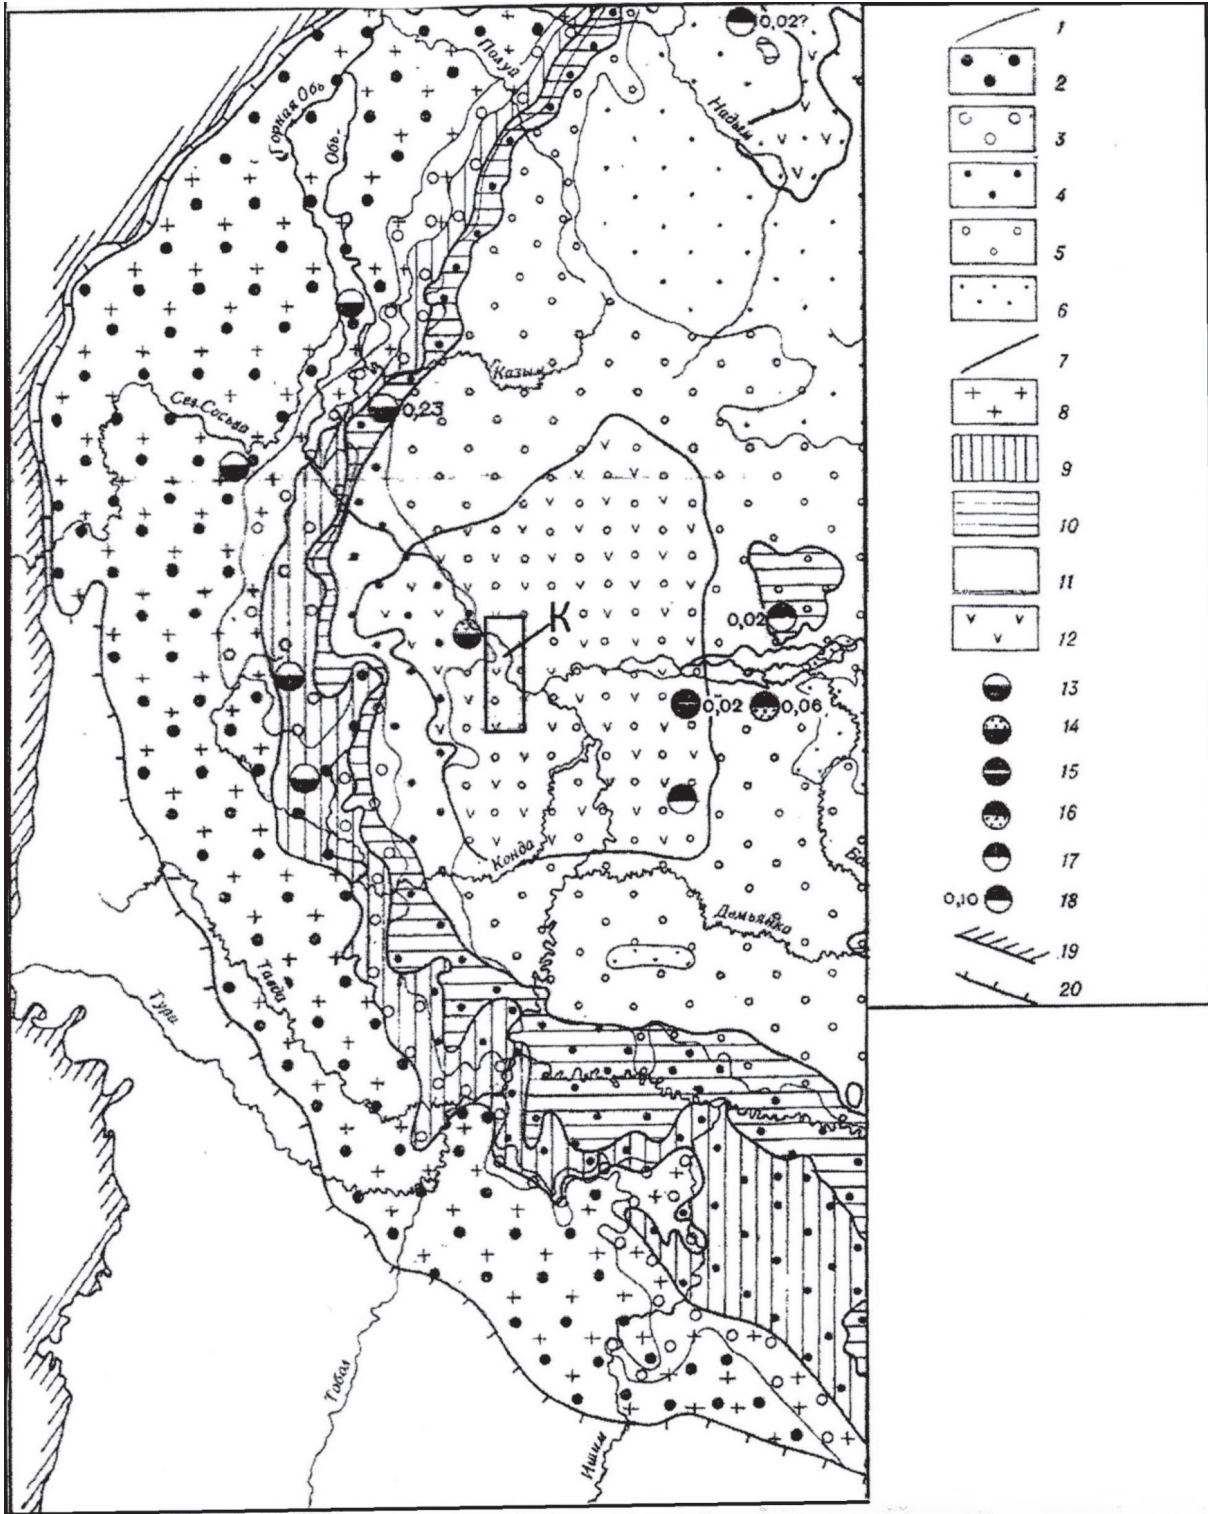 0,02?
Полуй
Горная Обь
Обь
Надым
Казым
Сев. Сосьва
0,23
К
0,02
0,02
0,06
Конда
Ба
Демьянка
Тавда
Тура
Тобол
Ишим
1
2
3
4
5
6
7
8
9
10
11
12
13
14
15
16
17
0,10 18
19
20